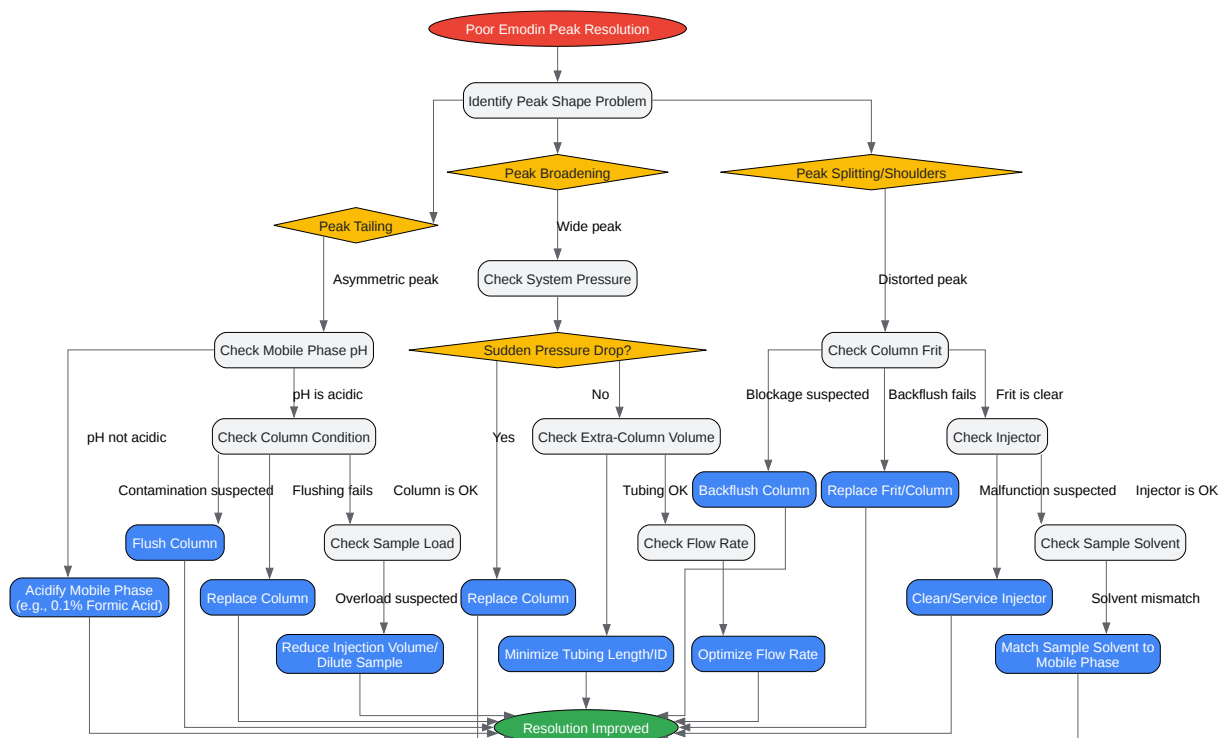 Poor Emodin Peak Resolution
Identify Peak Shape Problem
Peak Broadening
Peak Splitting/Shoulders
Peak Tailing
Wide peak
Asymmetric peak
Check System Pressure
Distorted peak
Check Mobile Phase pH
Sudden Pressure Drop?
Check Column Frit
pH is acidic
No
Blockage suspected
Backflush fails
Frit is clear
pH not acidic
Check Column Condition
Yes
Check Extra-Column Volume
Check Injector
Contamination suspected
Flushing fails
Column is OK
Tubing OK
Backflush Column
Replace Frit/Column
Malfunction suspected
Injector is OK
Flush Column
Check Sample Load
Check Flow Rate
Check Sample Solvent
Acidify Mobile Phase
(e.g., 0.1% Formic Acid)
Replace Column
Overload suspected
Replace Column
Clean/Service Injector
Solvent mismatch
Reduce Injection Volume/
Dilute Sample
Minimize Tubing Length/ID
Optimize Flow Rate
Match Sample Solvent to
Mobile Phase
Resolution Improved